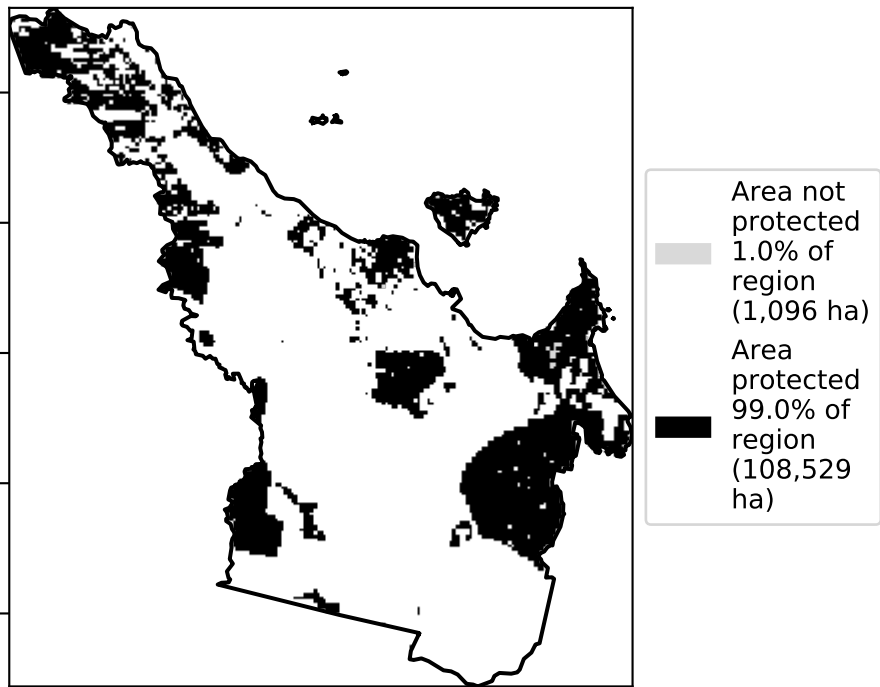 Area not
protected
1.0% of
region
(1,096 ha)
Area
protected
99.0% of
region
(108,529
ha)